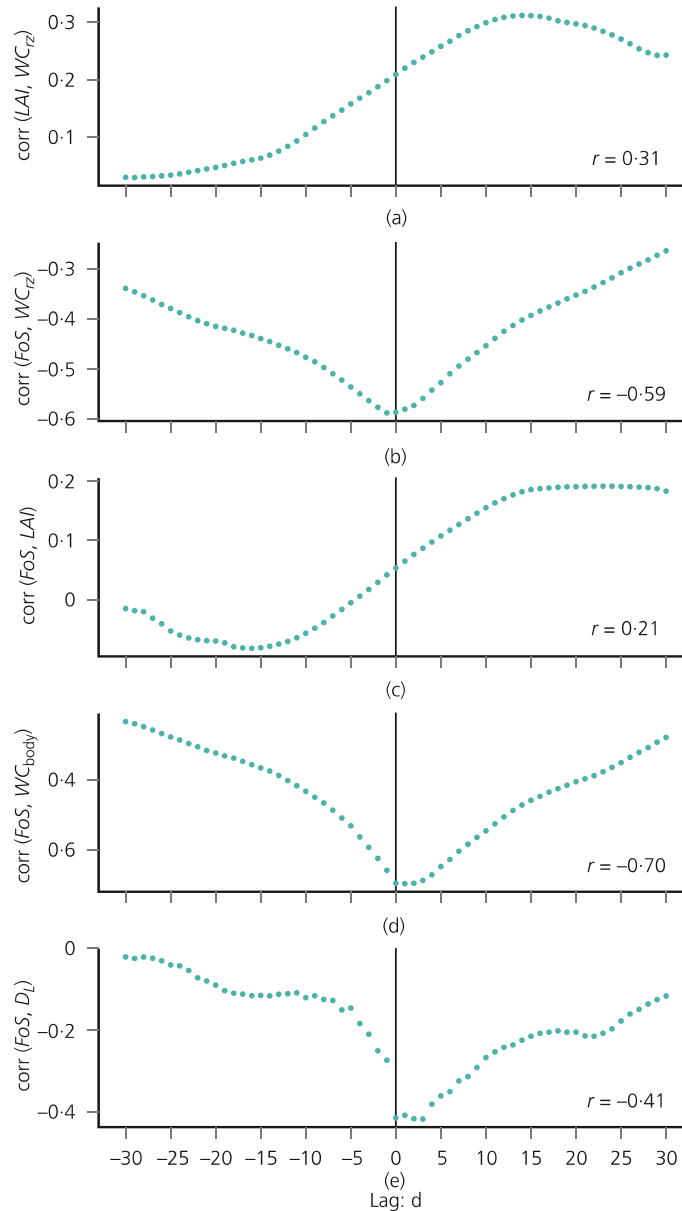 0·3
0·2
0·1
corr (LAI, WCrz)
r = 0·31
(a)
−0·3
−0·4
−0·5
−0·6
corr (FoS, WCrz)
r = −0·59
(b)
0·2
0·1
0
corr (FoS, LAI)
r = 0·21
(c)
0·4
0·6
corr (FoS, WCbody)
r = −0·70
(d)
0
−0·2
−0·4
corr (FoS, DL)
r = −0·41
−30 −25 −20 −15 −10 −5 0 5 10 15 20 25 30
(e)
Lag: d